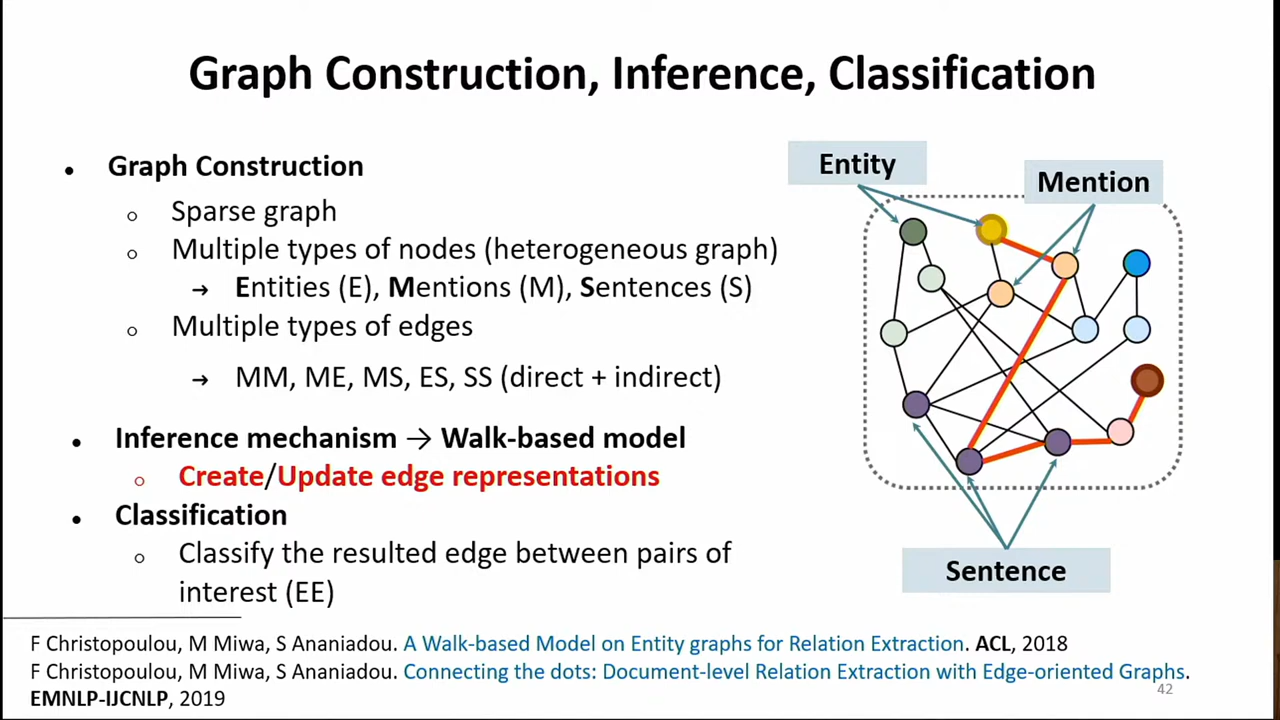 Graph Construction, Inference, Classification
• Graph Construction
○ Sparse graph
○ Multiple types of nodes (heterogeneous graph)
→ Entities (E), Mentions (M), Sentences (S)
○ Multiple types of edges
→ MM, ME, MS, ES, SS (direct + indirect)
• Inference mechanism → Walk-based model
○ Create/Update edge representations
• Classification
○ Classify the resulted edge between pairs of
interest (EE)
Entity
Mention
Sentence
F Christopoulou, M Miwa, S Ananiadou. A Walk-based Model on Entity graphs for Relation Extraction. ACL, 2018
F Christopoulou, M Miwa, S Ananiadou. Connecting the dots: Document-level Relation Extraction with Edge-oriented Graphs.
EMNLP-IJCNLP, 2019
42